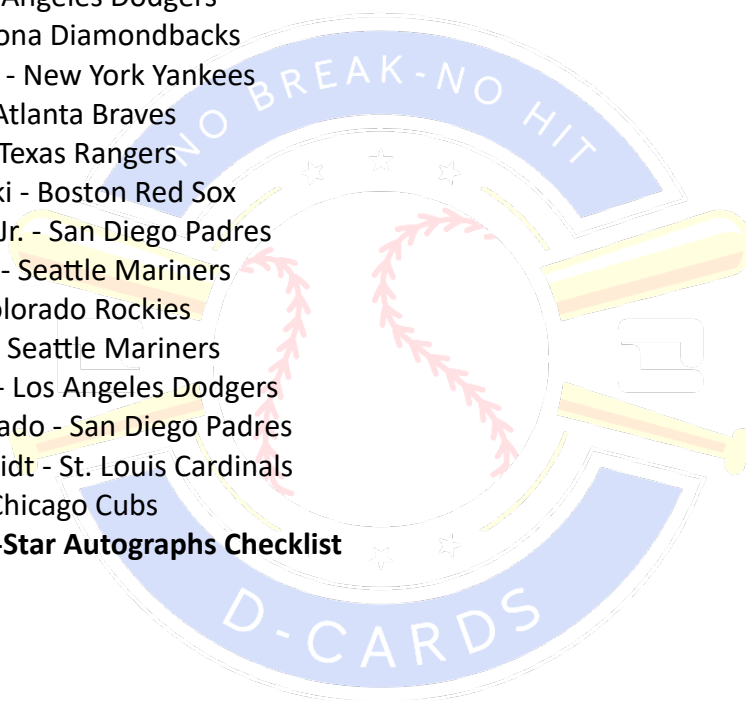 Angeles Dodgers
ona Diamondbacks
- New York Yankees
Atlanta Braves
Texas Rangers
ki - Boston Red Sox
Jr. - San Diego Padres
- Seattle Mariners
olorado Rockies
Seattle Mariners
- Los Angeles Dodgers
ado - San Diego Padres
idt - St. Louis Cardinals
Chicago Cubs
-Star Autographs Checklist
NO BREAK-NO HIT
D-CARDS